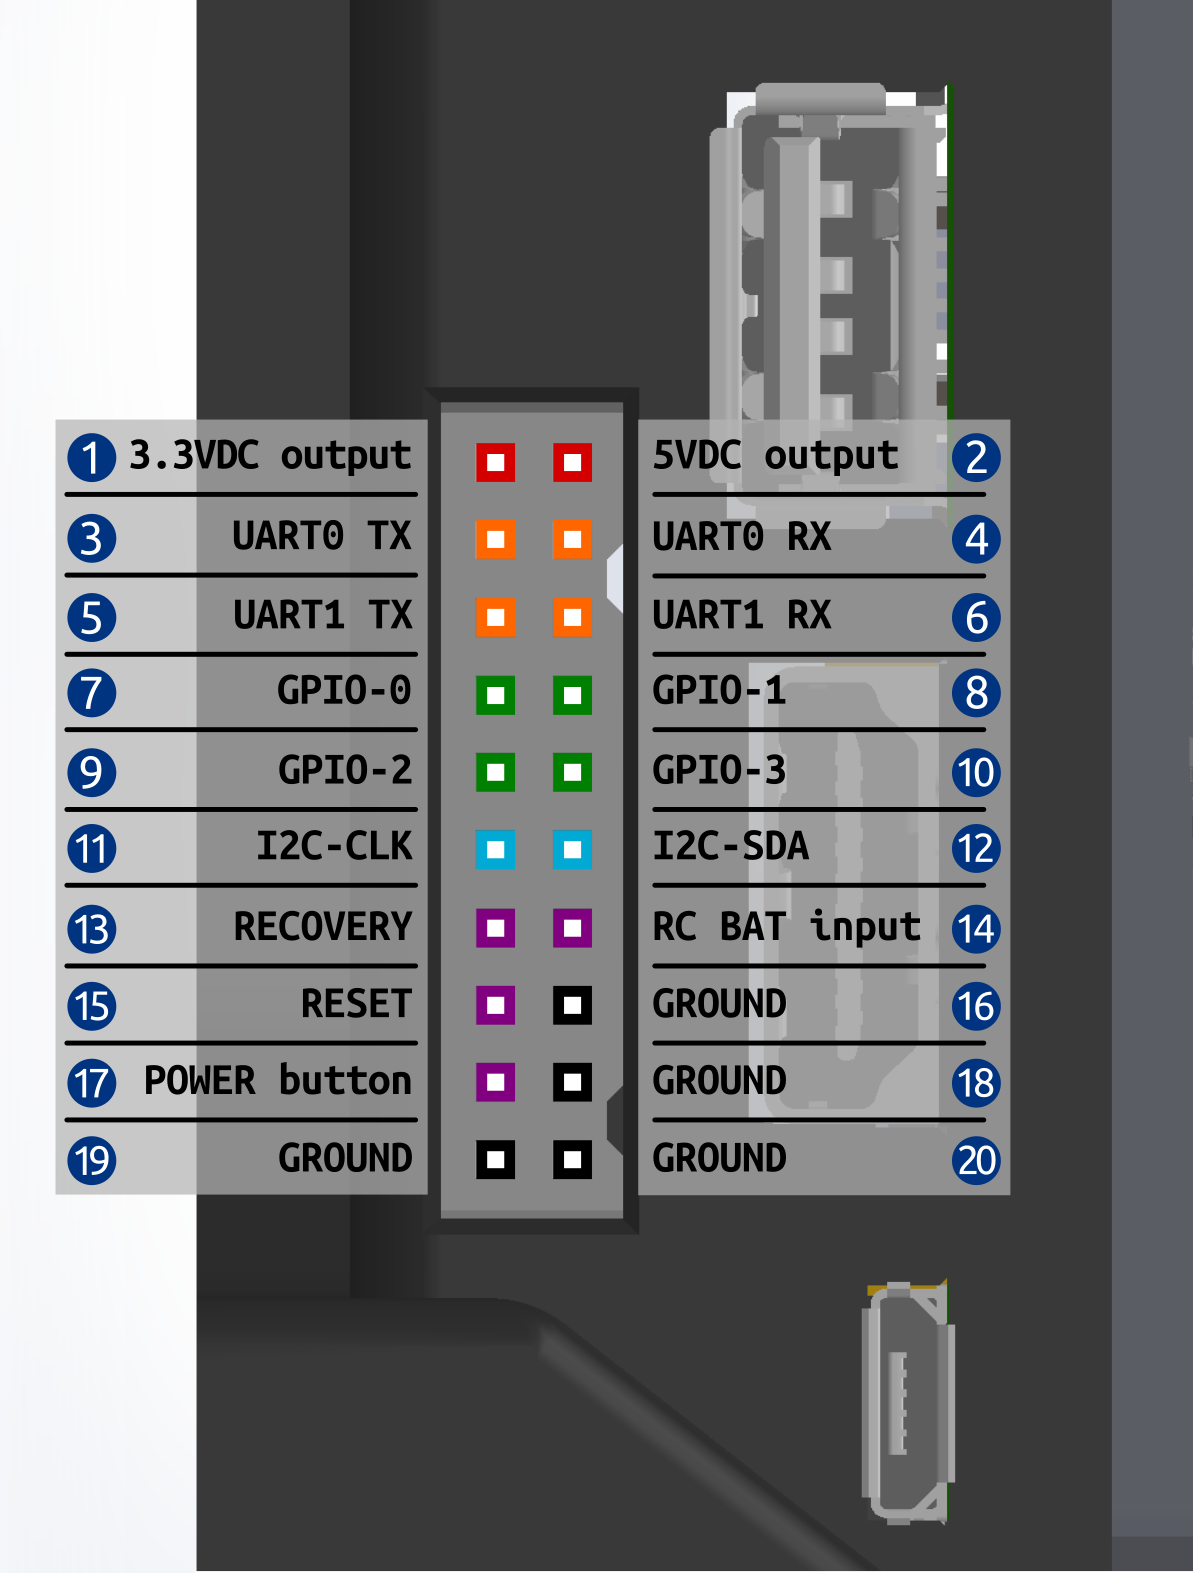 1 3.3VDC output 5VDC output 2
3 UART0 TX UART0 RX 4
5 UART1 TX UART1 RX 6
7 GPIO-0 GPIO-1 8
9 GPIO-2 GPIO-3 10
11 I2C-CLK I2C-SDA 12
13 RECOVERY RC BAT input 14
15 RESET GROUND 16
17 POWER button GROUND 18
19 GROUND GROUND 20